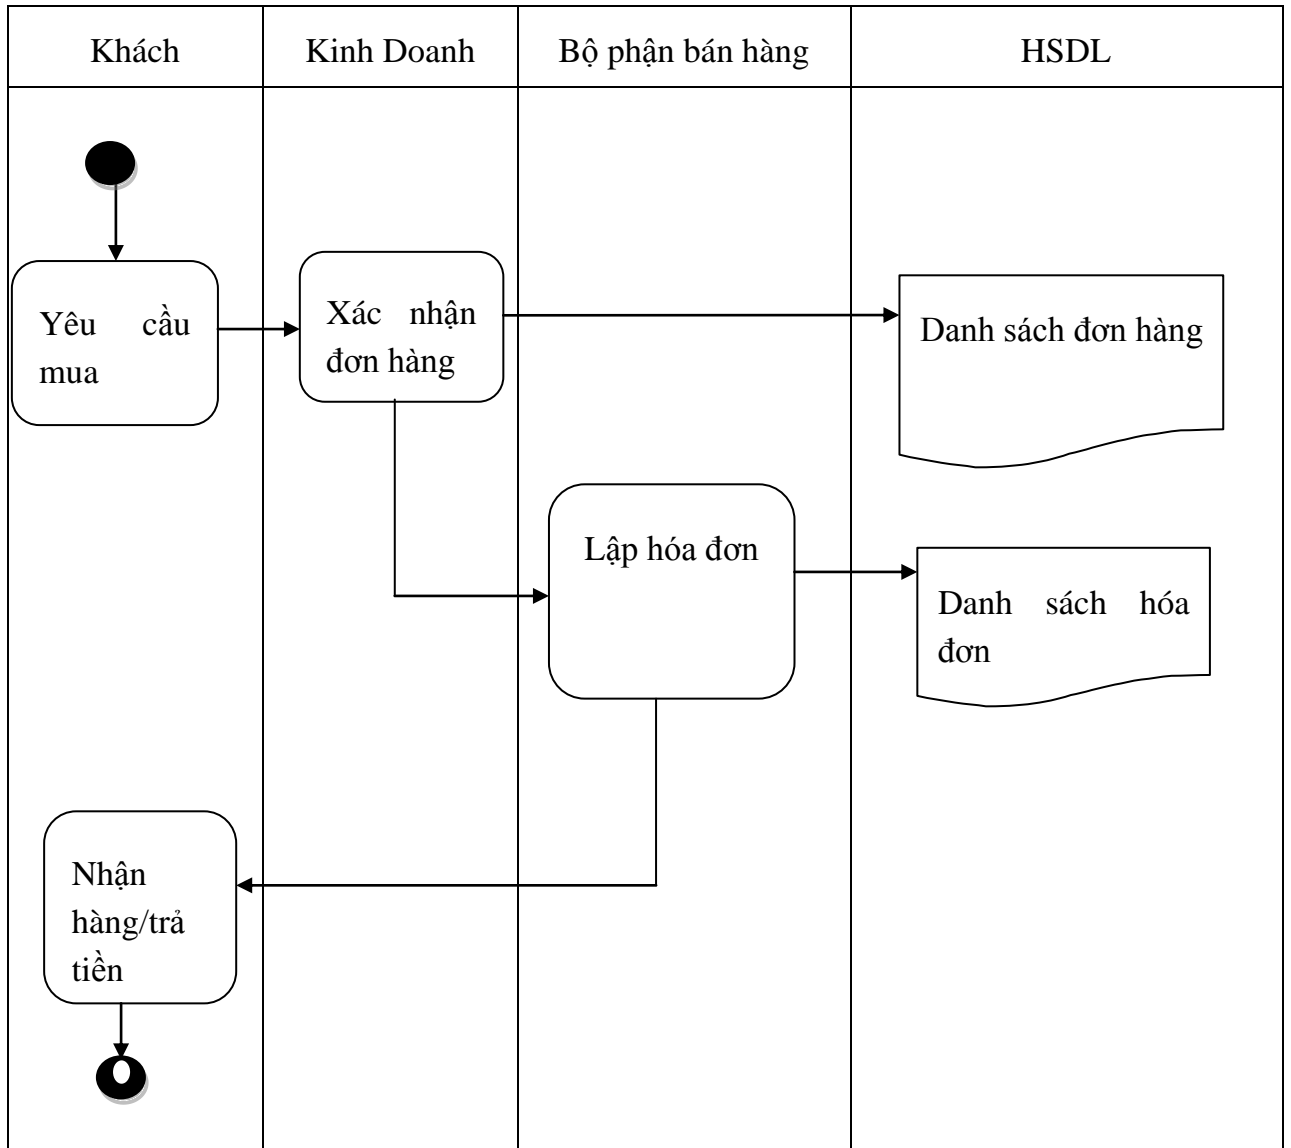 Khách
Kinh Doanh
Bộ phận bán hàng
HSDL
Yêu cầu
mua
Xác nhận
đơn hàng
Danh sách đơn hàng
Lập hóa đơn
Danh sách hóa
đơn
Nhận
hàng/trả
tiền